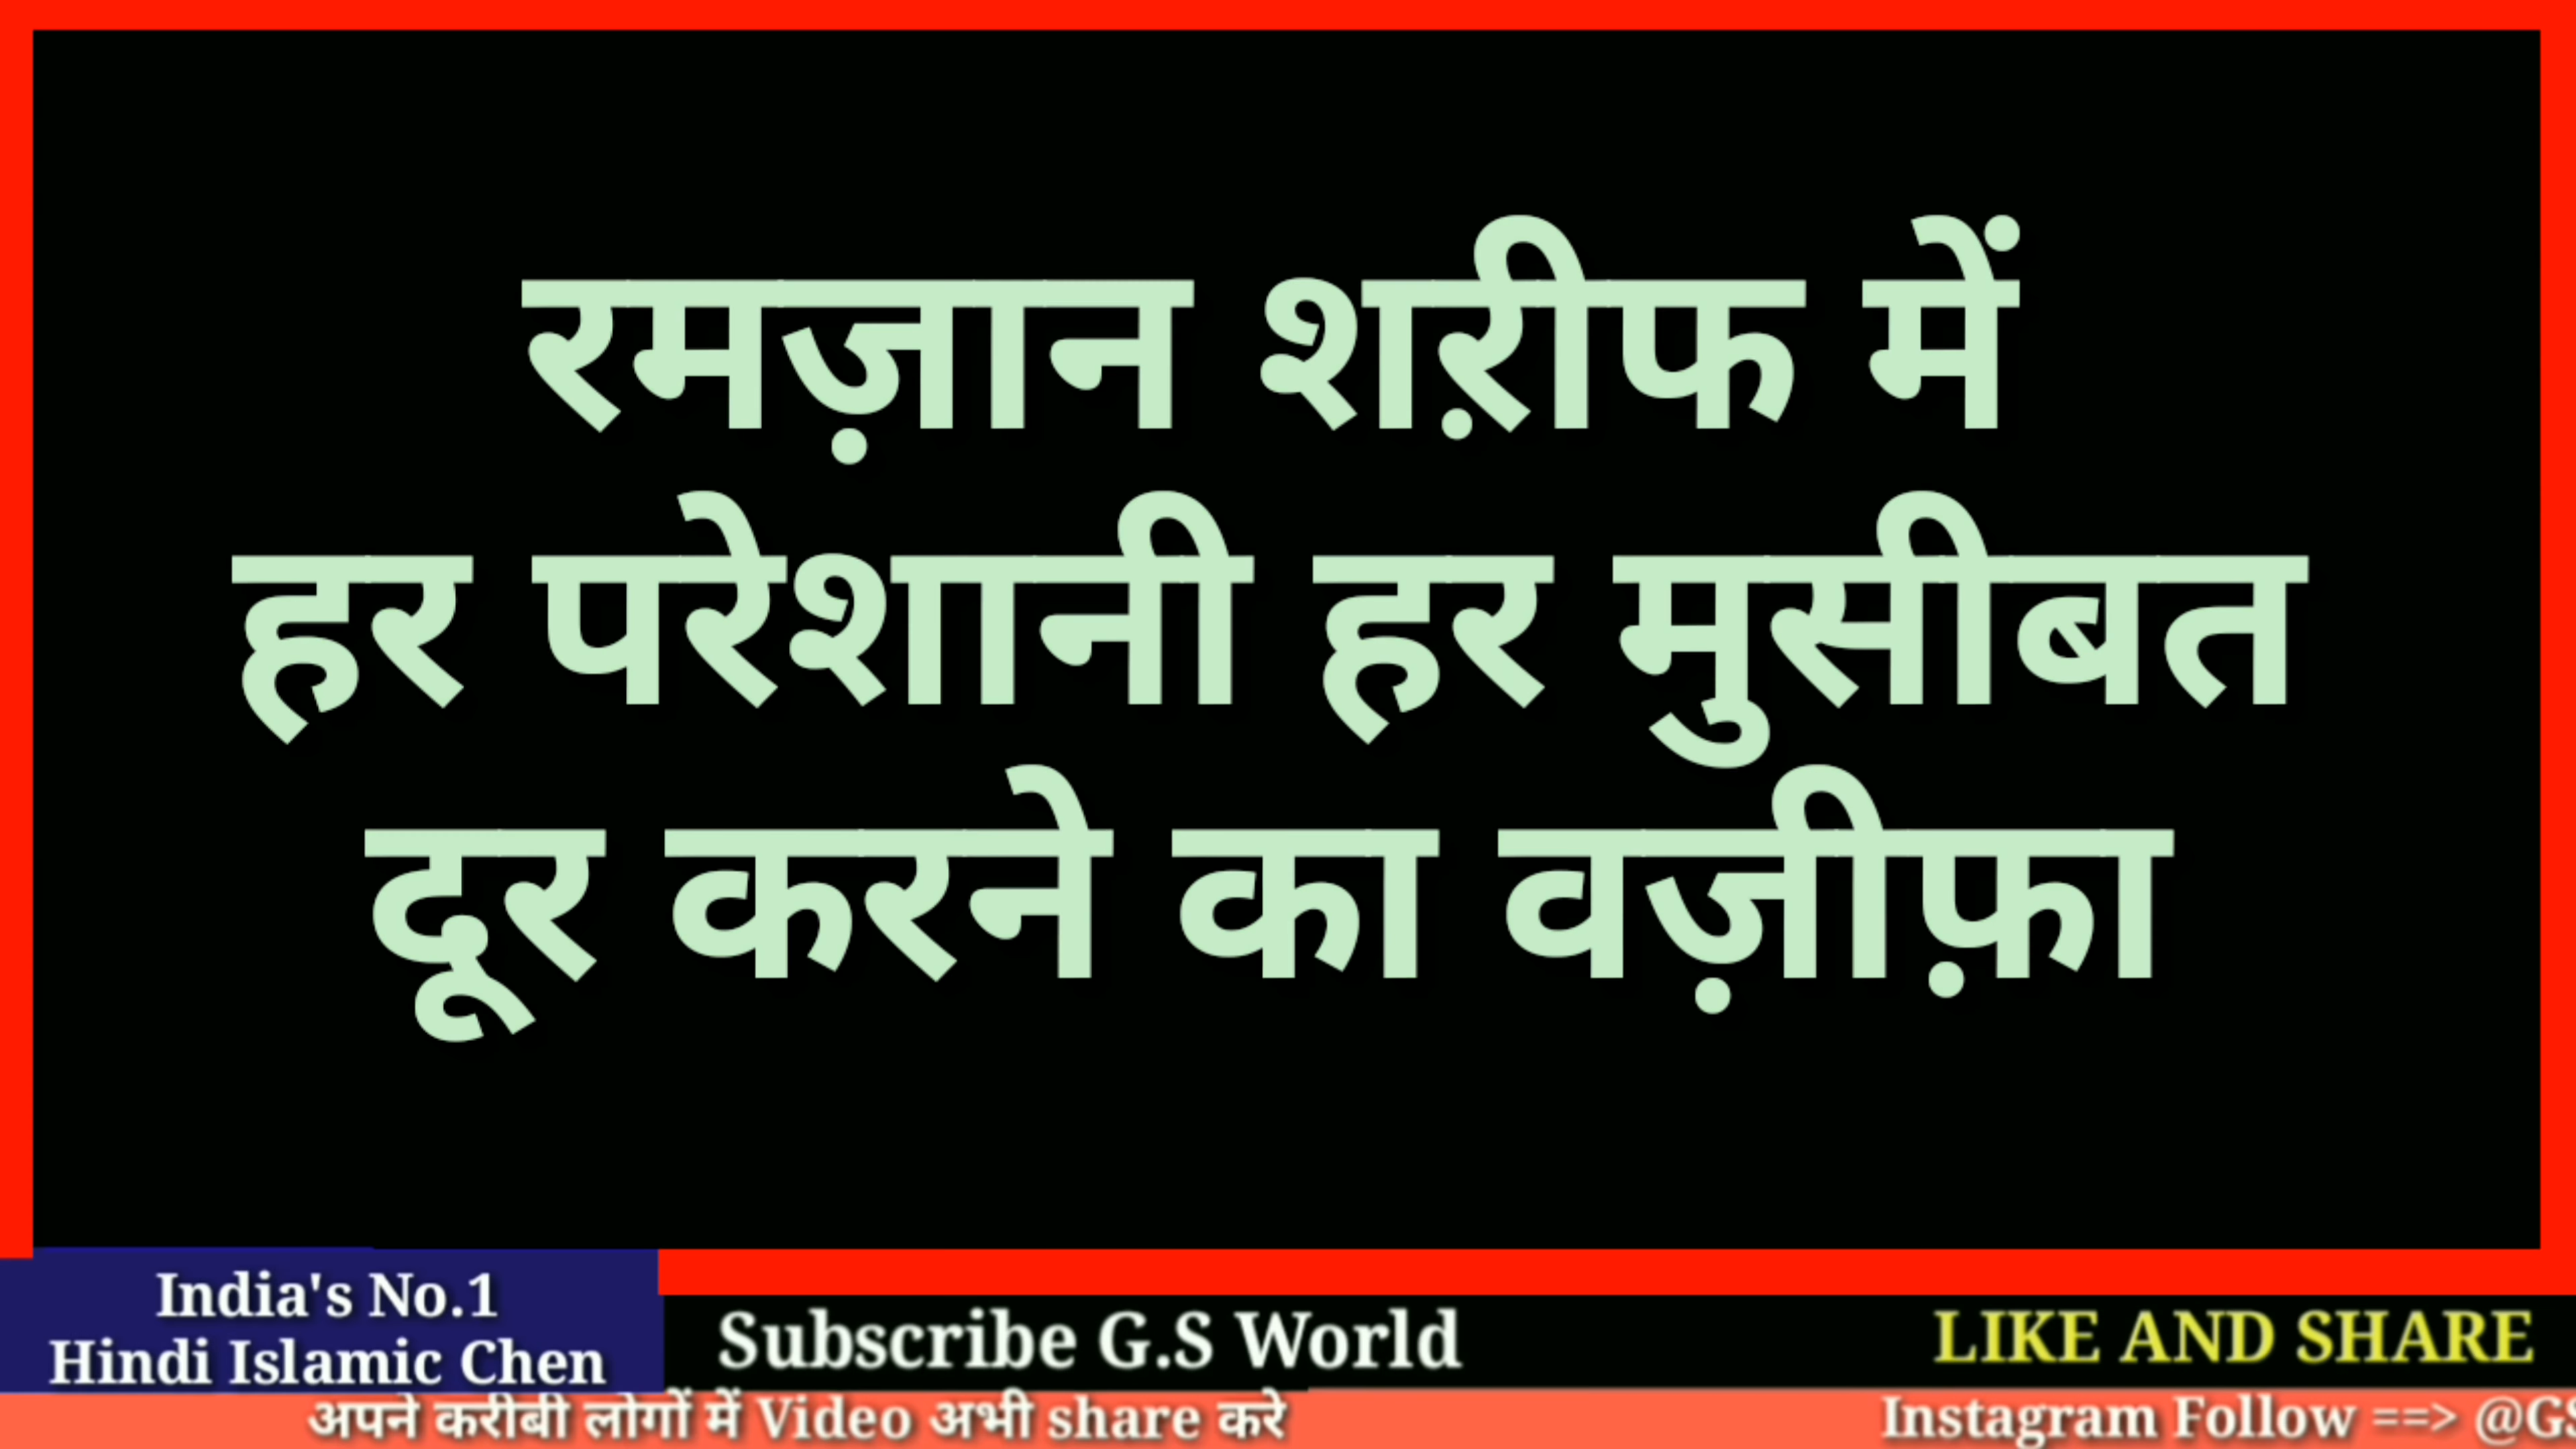 रमज़ान शऱीफ में
हर परेशानी हर मुसीबत
दूर करने का वज़ीफ़ा
India's No.1
Hindi Islamic Chen
Subscribe G.S World
LIKE AND SHARE
अपने करीबी लोगों में Video अभी share करे
Instagram Follow ==> @GS